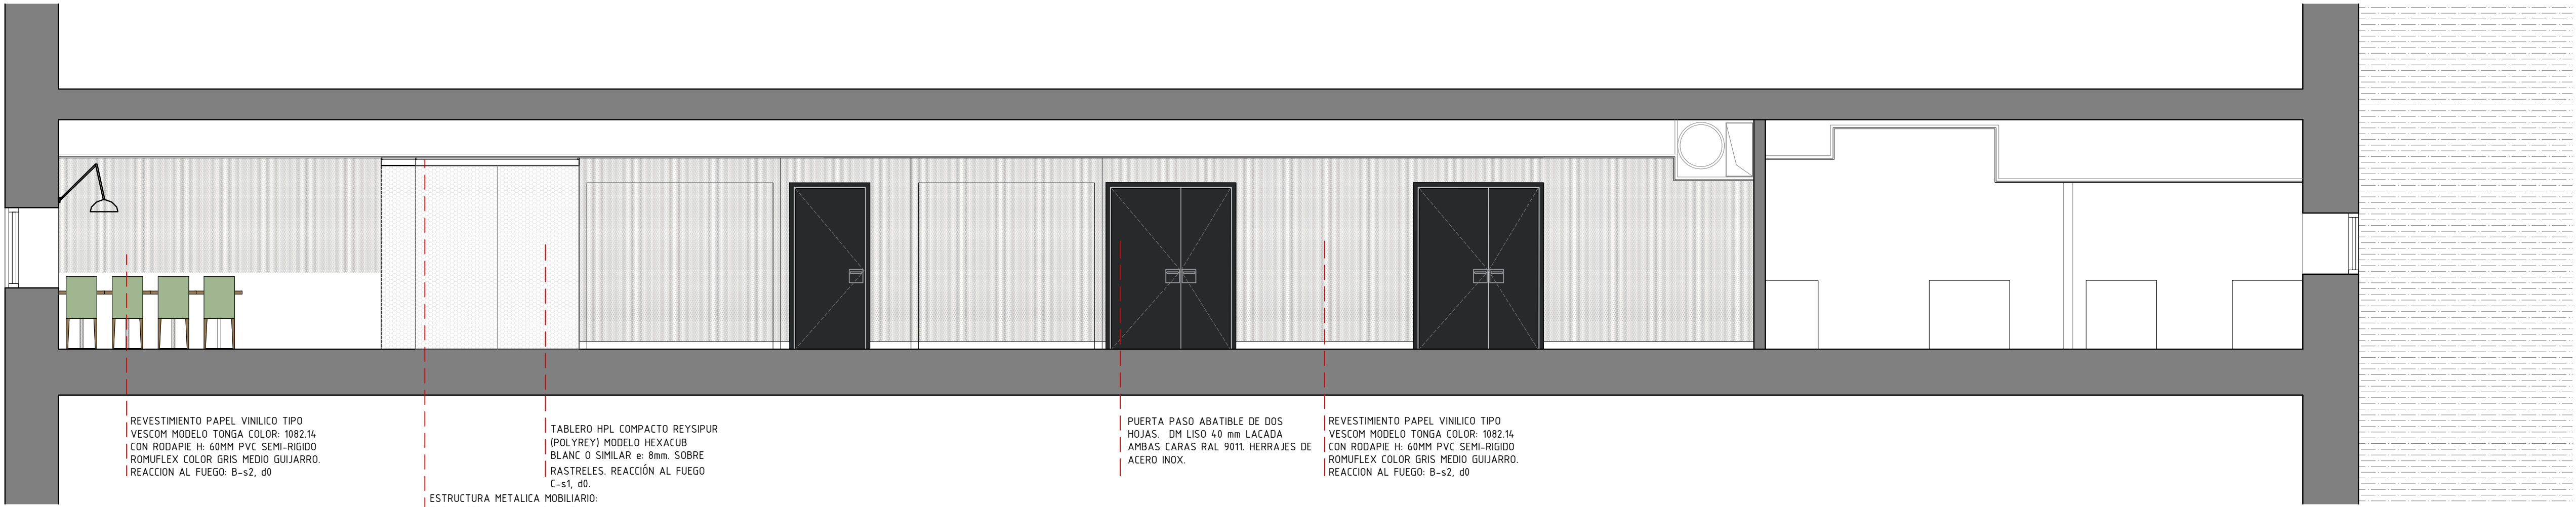 REVESTIMIENTO PAPEL VINILICO TIPO
VESCOM MODELO TONGA COLOR: 1082.14
CON RODAPIE H: 60MM PVC SEMI-RIGIDO
ROMUFLEX COLOR GRIS MEDIO GUIJARRO.
REACCION AL FUEGO: B-s2, d0
ESTRUCTURA METALICA MOBILIARIO:
TABLERO HPL COMPACTO REYSIPUR
(POLYREY) MODELO HEXACUB
BLANC O SIMILAR e: 8mm. SOBRE
RASTRELES. REACCIÓN AL FUEGO
C-s1, d0.
PUERTA PASO ABATIBLE DE DOS
HOJAS. DM LISO 40 mm LACADA
AMBAS CARAS RAL 9011. HERRAJES DE
ACERO INOX.
REVESTIMIENTO PAPEL VINILICO TIPO
VESCOM MODELO TONGA COLOR: 1082.14
CON RODAPIE H: 60MM PVC SEMI-RIGIDO
ROMUFLEX COLOR GRIS MEDIO GUIJARRO.
REACCION AL FUEGO: B-s2, d0